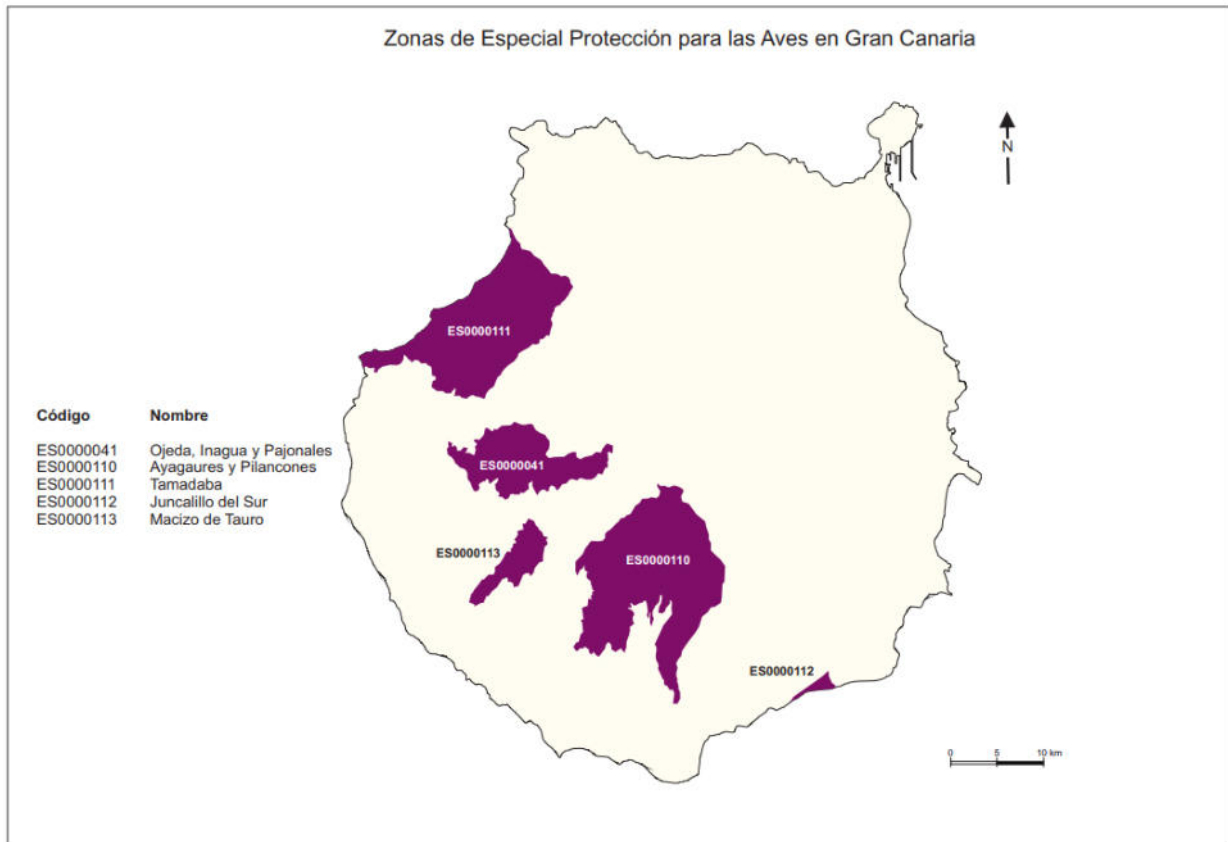 Zonas de Especial Protección para las Aves en Gran Canaria
N
ES0000111
Código Nombre
ES0000041 Ojeda, Inagua y Pajonales
ES0000110 Ayagaures y Pilancones
ES0000111 Tamadaba
ES0000112 Juncalillo del Sur
ES0000113 Macizo de Tauro
ES0000041
ES0000113
ES0000110
ES0000112
0 5 10 km